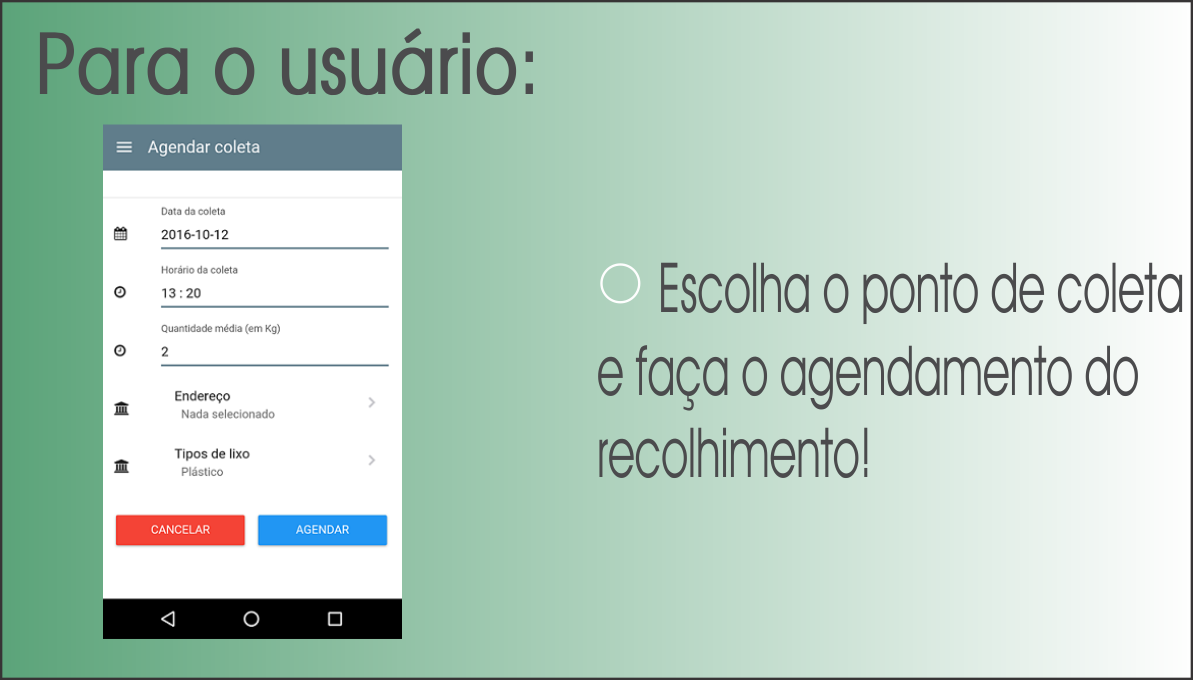 Para o usuário:
Agendar coleta
Data da coleta
2016-10-12
Horário da coleta
13 : 20
Quantidade média (em Kg)
2
Endereço
Nada selecionado
Tipos de lixo
Plástico
CANCELAR
AGENDAR
Escolha o ponto de coleta
e faça o agendamento do
recolhimento!